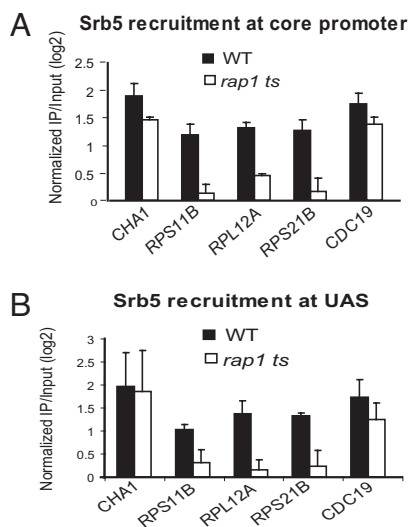 A
Srb5 recruitment at core promoter
Normalized IP/Input (log2)
WT
rap1 ts
2.5
2
1.5
1
0.5
0
CHA1
RPS11B
RPL12A
RPS21B
CDC19
B
Srb5 recruitment at UAS
Normalized IP/Input (log2)
WT
rap1 ts
3
2.5
2
1.5
1
0.5
0
CHA1
RPS11B
RPL12A
RPS21B
CDC19